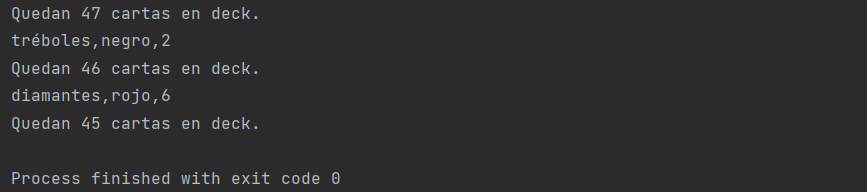 Quedan 47 cartas en deck.
tréboles,negro,2
Quedan 46 cartas en deck.
diamantes,rojo,6
Quedan 45 cartas en deck.
Process finished with exit code 0